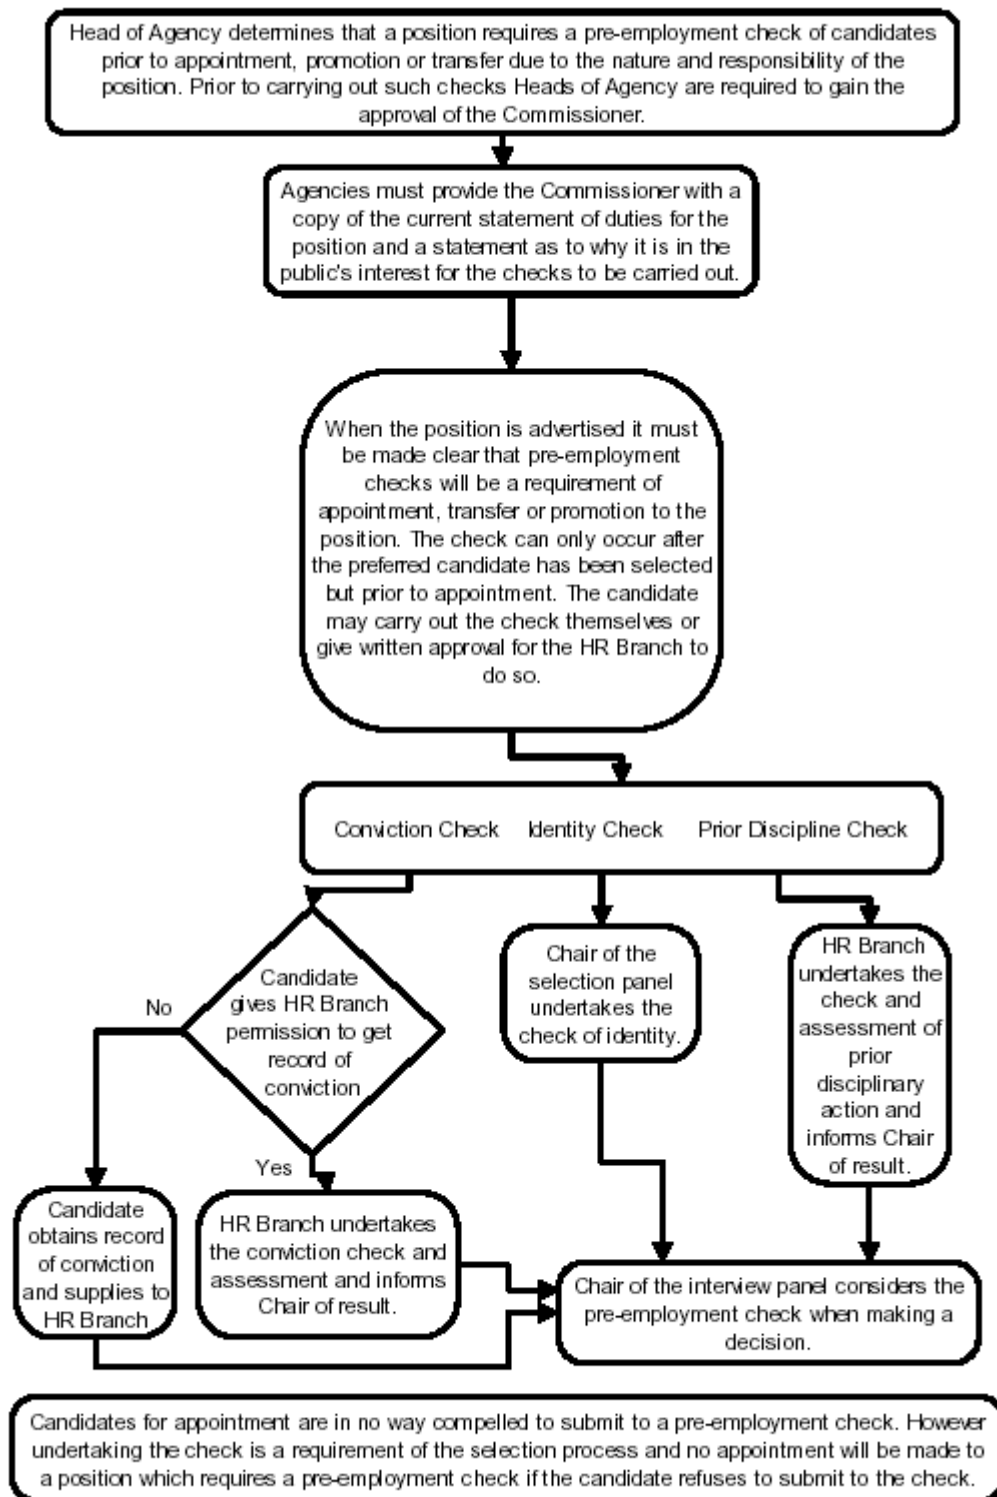 Head of Agency determines that a position requires a pre-employment check of candidates
prior to appointment, promotion or transfer due to the nature and responsibility of the
position. Prior to carrying out such checks Heads of Agency are required to gain the
approval of the Commissioner.
Agencies must provide the Commissioner with a
copy of the current statement of duties for the
position and a statement as to why it is in the
public's interest for the checks to be carried out.
When the position is advertised it must
be made clear that pre-employment
checks will be a requirement of
appointment, transfer or promotion to the
position. The check can only occur after
the preferred candidate has been selected
but prior to appointment. The candidate
may carry out the check themselves or
give written approval for the HR Branch to
do so.
Conviction Check Identity Check Prior Discipline Check
Candidate
gives HR Branch
permission to get
record of
conviction
No
Yes
Chair of the
selection panel
undertakes the
check of identity.
HR Branch
undertakes the
check and
assessment of
prior
disciplinary
action and
informs Chair
of result.
Candidate
obtains record
of conviction
and supplies to
HR Branch
HR Branch undertakes
the conviction check and
assessment and informs
Chair of result.
Chair of the interview panel considers the
pre-employment check when making a
decision.
Candidates for appointment are in no way compelled to submit to a pre-employment check. However
undertaking the check is a requirement of the selection process and no appointment will be made to
a position which requires a pre-employment check if the candidate refuses to submit to the check.